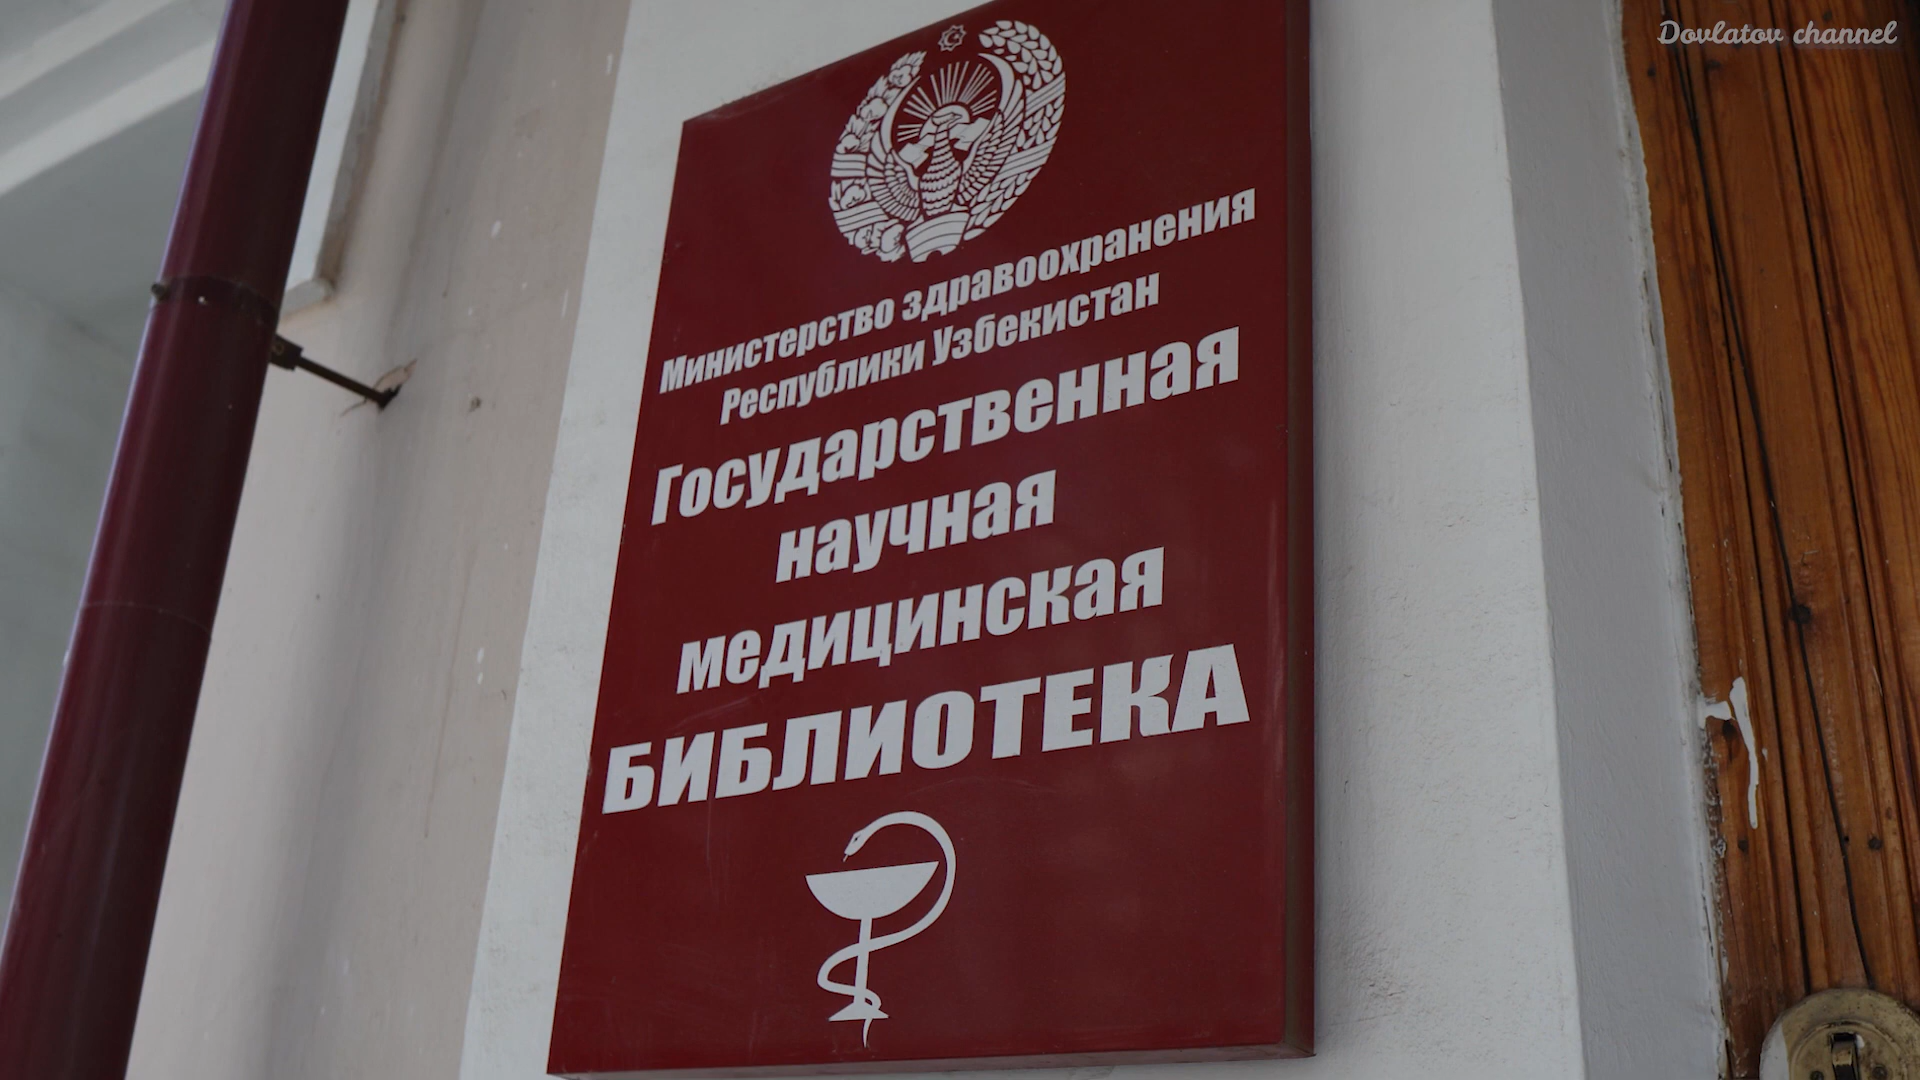 Dovlatov channel
Министерство здравоохранения
Республики Узбекистан
Государственная
научная
медицинская
БИБЛИОТЕКА